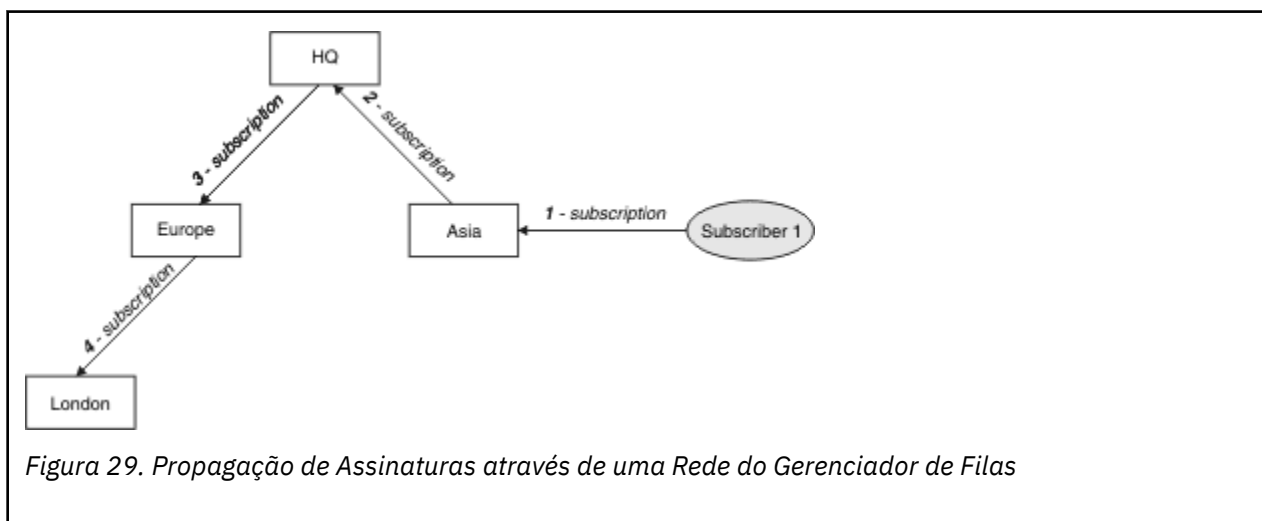 HQ
3 - subscription
2 - subscription
Europe
Asia
1 - subscription
Subscriber 1
4 - subscription
London
Figura 29. Propagação de Assinaturas através de uma Rede do Gerenciador de Filas